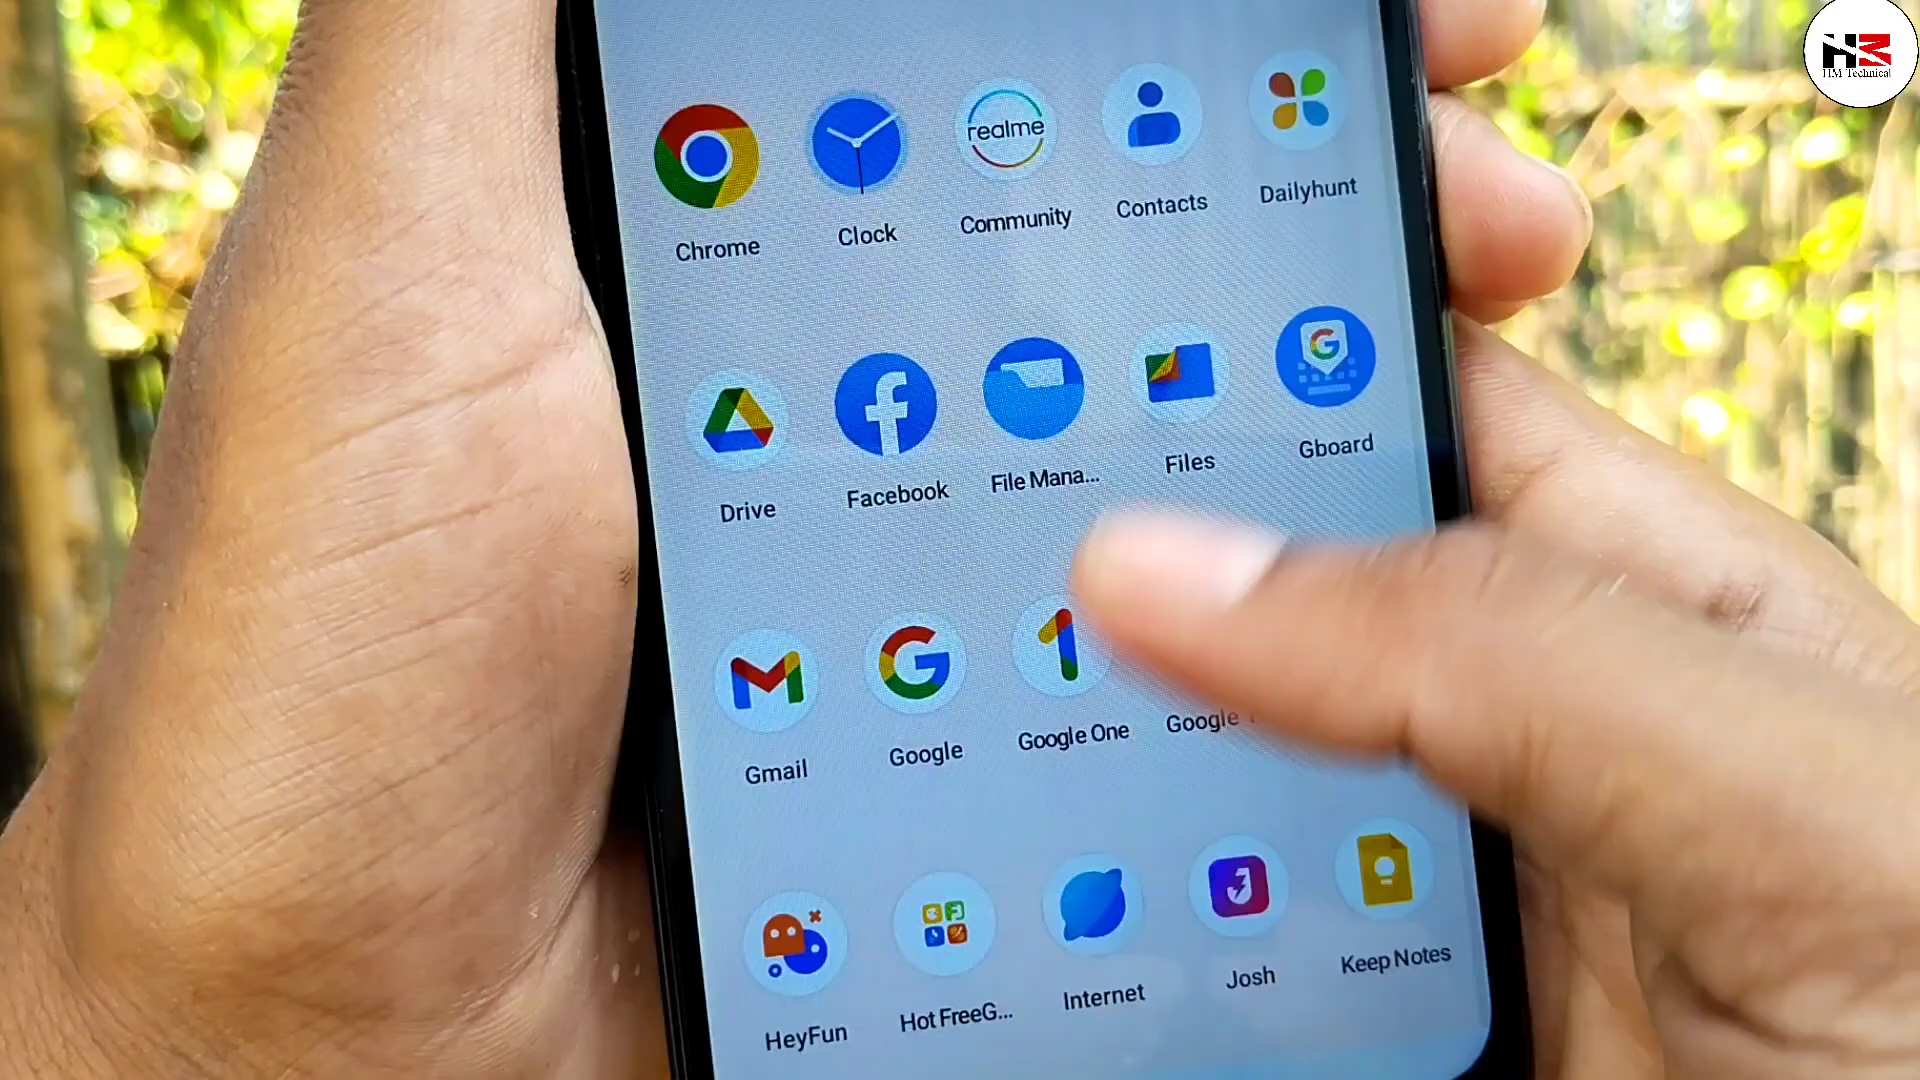 HM Technical
realme
Chrome
Clock
Community
Contacts
Dailyhunt
Drive
Facebook
File Mana...
Files
Gboard
Gmail
Google
Google One
Google
HeyFun
Hot FreeG...
Internet
Josh
Keep Notes